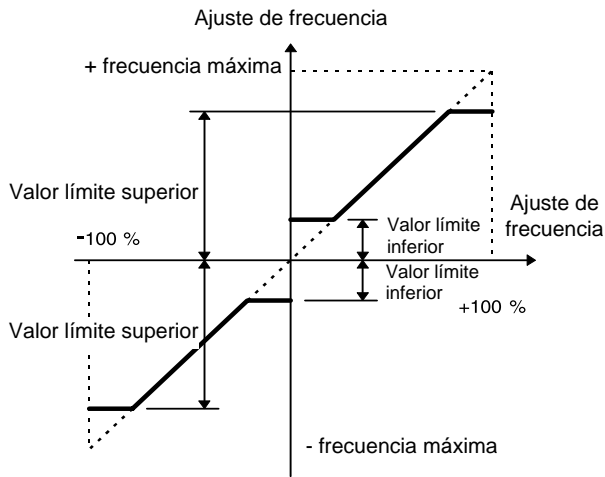 Ajuste de frecuencia
+ frecuencia máxima
Valor límite superior
Ajuste de
frecuencia
Valor límite
inferior
-100 %
Valor límite
inferior
+100 %
Valor límite superior
- frecuencia máxima